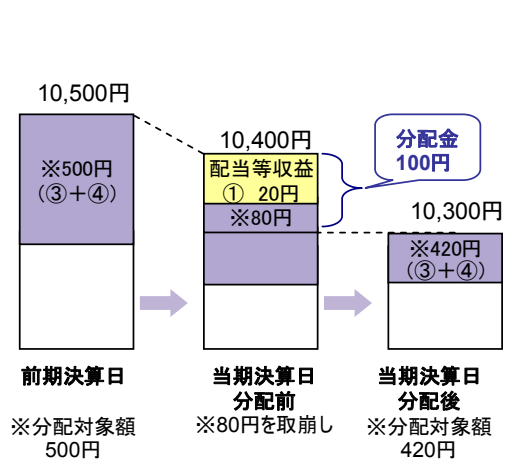 10,500円
※500円
(③+④)
10,400円
配当等収益
① 20円
※80円
分配金
100円
10,300円
※420円
(③+④)
前期決算日
※分配対象額
500円
当期決算日
分配前
※80円を取崩し
当期決算日
分配後
※分配対象額
420円